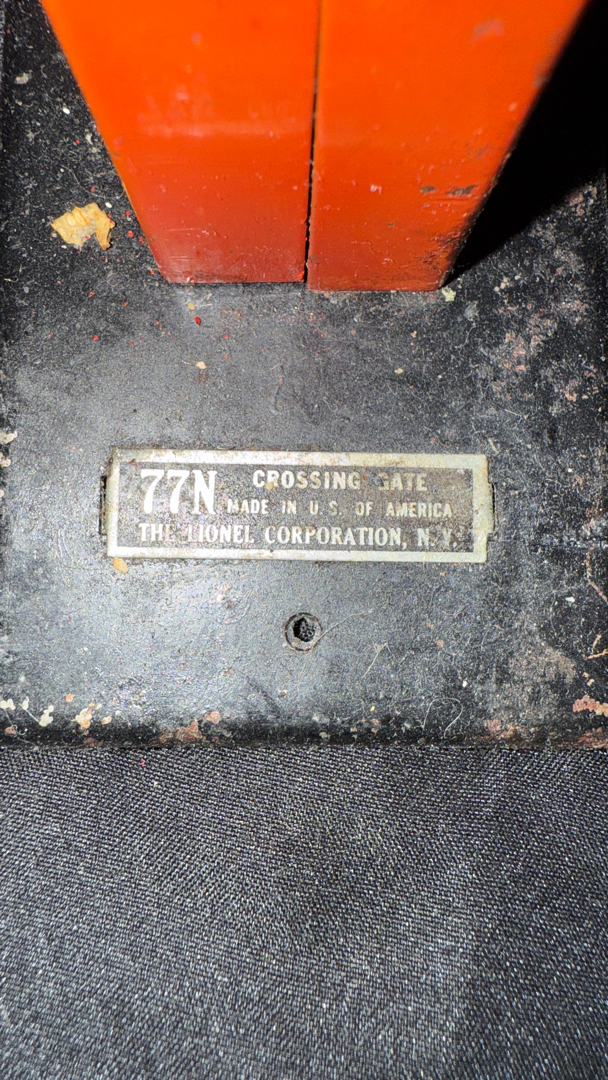 77N CROSSING GATE
MADE IN U. S. OF AMERICA
THE LIONEL CORPORATION, N. Y.